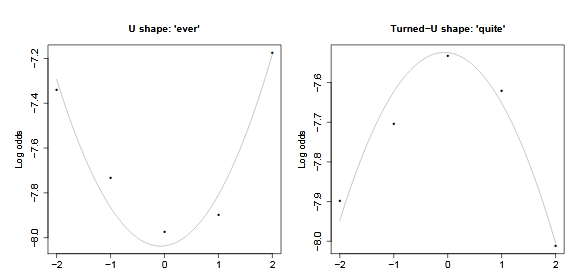 U shape: 'ever'
Log odds
-7.2
-7.4
-7.6
-7.8
-8.0
-2 -1 0 1 2
Turned-U shape: 'quite'
Log odds
-7.6
-7.7
-7.8
-7.9
-8.0
-2 -1 0 1 2